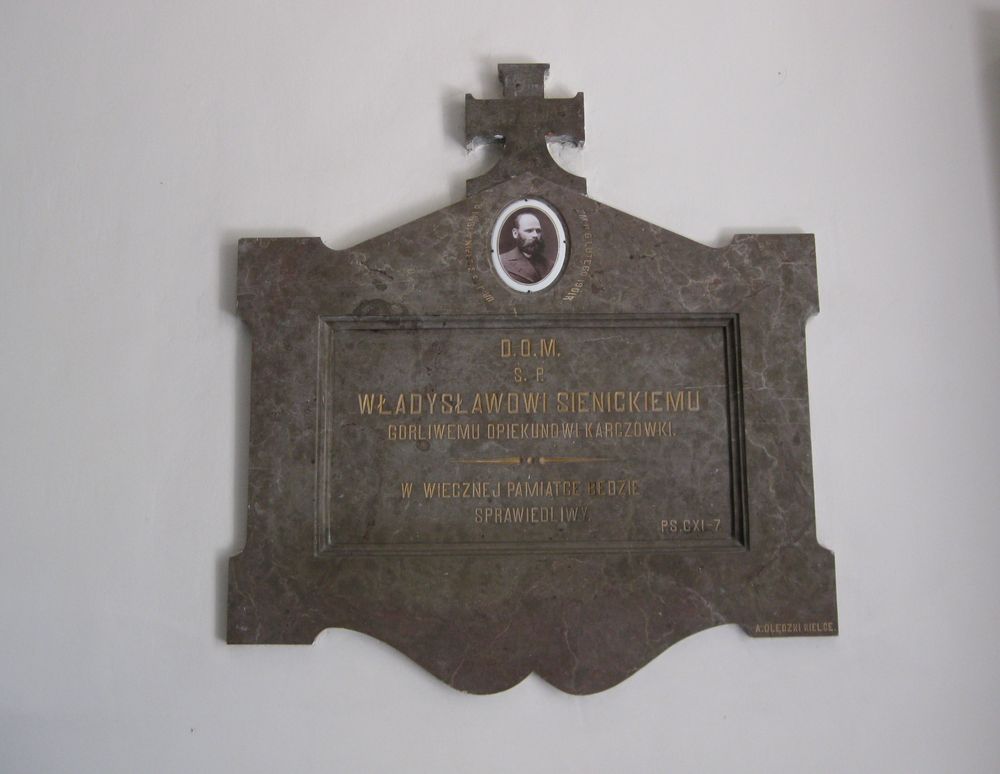 D.O.M.
Ś. P.
WŁADYSŁAWOWI SIENICKIEMU
GORLIWEMU OPIEKUNOWI KARCZÓWKI.
W WIECZNEJ PAMIĄTCE BĘDZIE
SPRAWIEDLIWY.
PS.CXI-7
A.OLĘDZKI KIELCE.